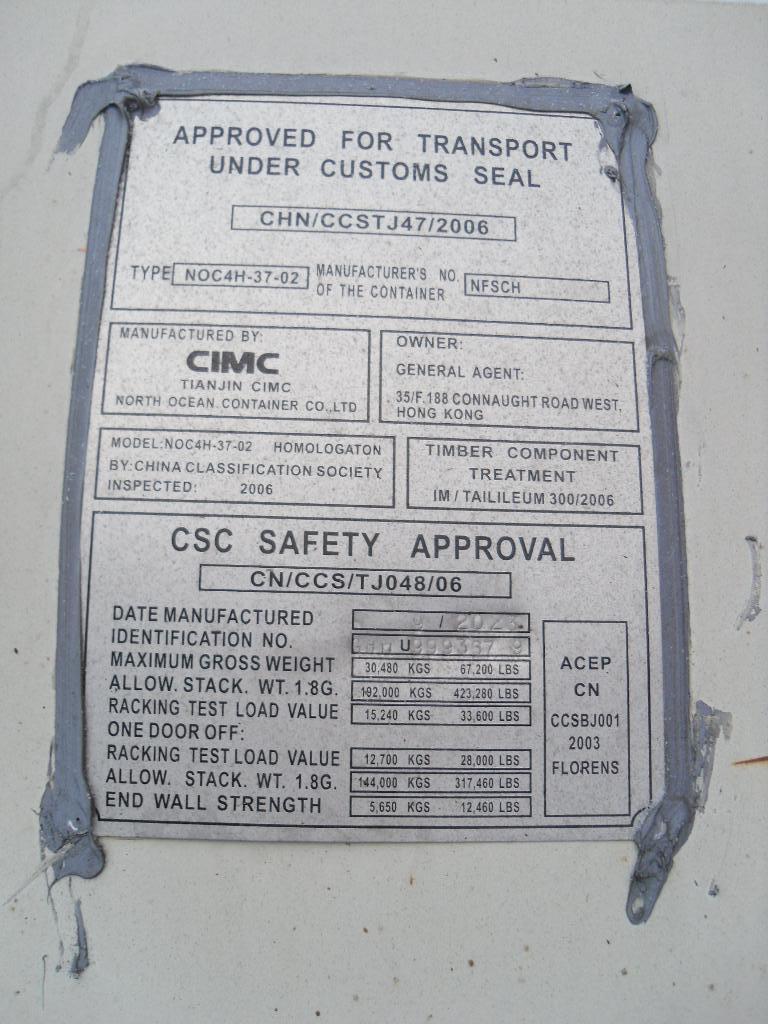 APPROVED FOR TRANSPORT
UNDER CUSTOMS SEAL
CHN/CCSTJ47/2006
TYPE NOC4H-37-02 MANUFACTURER'S NO. OF THE CONTAINER NFSCH
MANUFACTURED BY:
CIMC
TIANJIN CIMC
NORTH OCEAN CONTAINER CO.,LTD
OWNER:
GENERAL AGENT:
35/F.188 CONNAUGHT ROAD WEST,
HONG KONG
MODEL:NOC4H-37-02 HOMOLOGATON
BY:CHINA CLASSIFICATION SOCIETY
INSPECTED: 2006
TIMBER COMPONENT
TREATMENT
IM / TAILILEUM 300/2006
CSC SAFETY APPROVAL
CN/CCS/TJ048/06
DATE MANUFACTURED 9 /
IDENTIFICATION NO. U
MAXIMUM GROSS WEIGHT 30,480 KGS 67,200 LBS
ALLOW. STACK. WT. 1.8G. 192,000 KGS 423,280 LBS
RACKING TEST LOAD VALUE 15,240 KGS 33,600 LBS
ONE DOOR OFF:
RACKING TEST LOAD VALUE 12,700 KGS 28,000 LBS
ALLOW. STACK. WT. 1.8G. 144,000 KGS 317,460 LBS
END WALL STRENGTH 5,650 KGS 12,460 LBS
ACEP
CN
CCSBJ001
2003
FLORENS